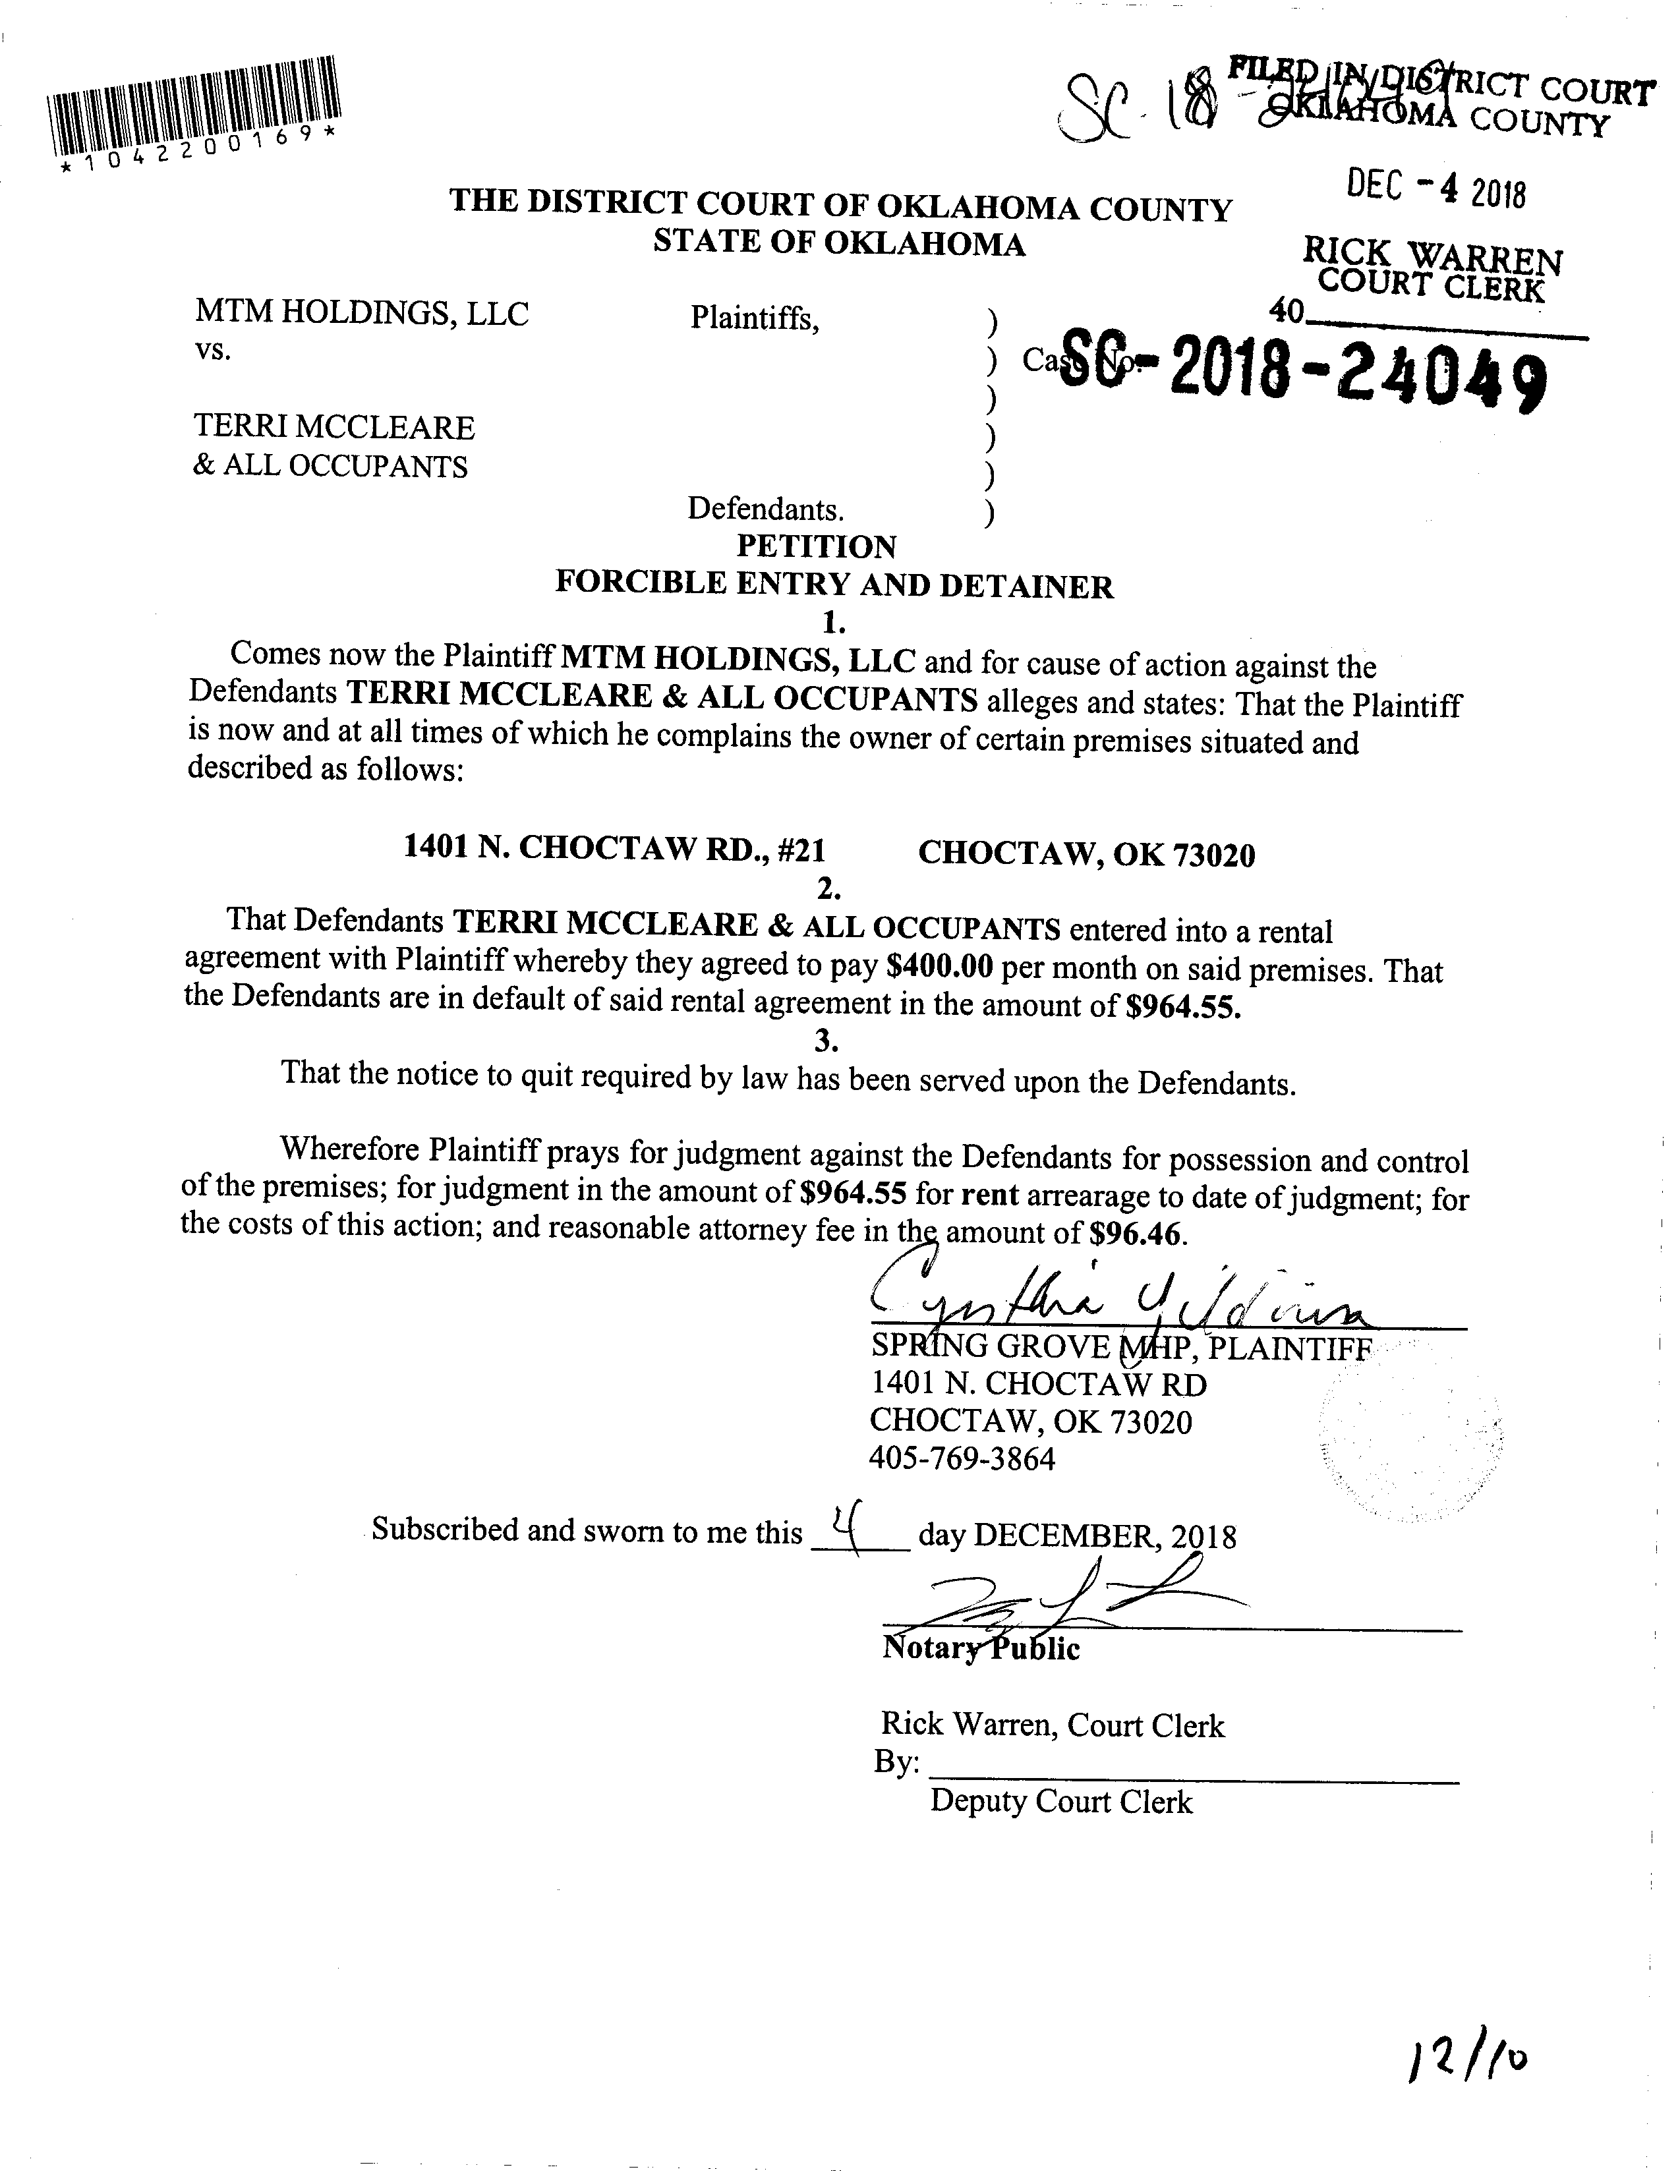 *1042200169*
SC-18-24049
FILED IN DISTRICT COURT
OKLAHOMA COUNTY
DEC -4 2018
RICK WARREN
COURT CLERK
40
THE DISTRICT COURT OF OKLAHOMA COUNTY
STATE OF OKLAHOMA
MTM HOLDINGS, LLC Plaintiffs, )
vs. ) Case No. SC-2018-24049
)
TERRI MCCLEARE )
& ALL OCCUPANTS )
Defendants. )
PETITION
FORCIBLE ENTRY AND DETAINER
1.
Comes now the Plaintiff MTM HOLDINGS, LLC and for cause of action against the
Defendants TERRI MCCLEARE & ALL OCCUPANTS alleges and states: That the Plaintiff
is now and at all times of which he complains the owner of certain premises situated and
described as follows:
1401 N. CHOCTAW RD., #21 CHOCTAW, OK 73020
2.
That Defendants TERRI MCCLEARE & ALL OCCUPANTS entered into a rental
agreement with Plaintiff whereby they agreed to pay $400.00 per month on said premises. That
the Defendants are in default of said rental agreement in the amount of $964.55.
3.
That the notice to quit required by law has been served upon the Defendants.
Wherefore Plaintiff prays for judgment against the Defendants for possession and control
of the premises; for judgment in the amount of $964.55 for rent arrearage to date of judgment; for
the costs of this action; and reasonable attorney fee in the amount of $96.46.
Cynthia
SPRING GROVE MHP, PLAINTIFF
1401 N. CHOCTAW RD
CHOCTAW, OK 73020
405-769-3864
Subscribed and sworn to me this 4 day DECEMBER, 2018
Notary Public
Rick Warren, Court Clerk
By:
Deputy Court Clerk
12/10